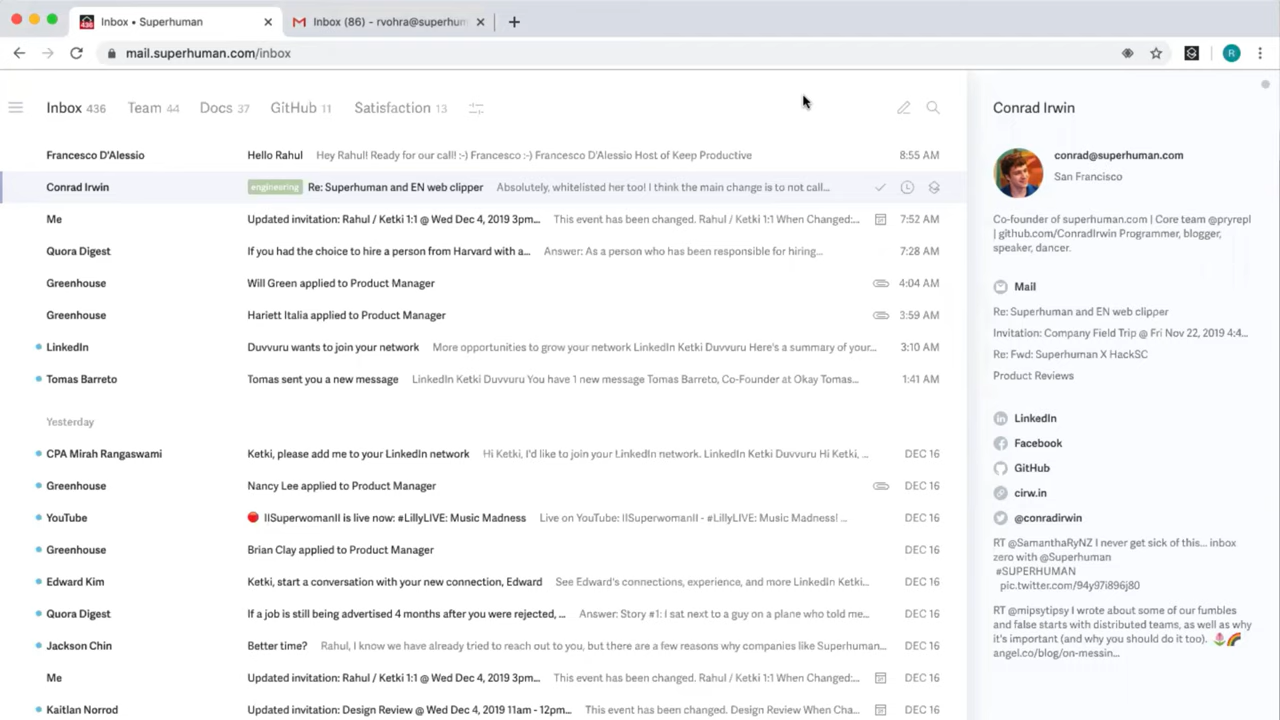 436 Inbox • Superhuman
Inbox (86) - rvohra@superhum
mail.superhuman.com/inbox
R
Inbox 436 Team 44 Docs 37 GitHub 11 Satisfaction 13
Francesco D'Alessio Hello Rahul Hey Rahul! Ready for our call! :-) Francesco :-) Francesco D'Alessio Host of Keep Productive 8:55 AM
Conrad Irwin engineering Re: Superhuman and EN web clipper Absolutely, whitelisted her too! I think the main change is to not call...
Me Updated invitation: Rahul / Ketki 1:1 @ Wed Dec 4, 2019 3pm... This event has been changed. Rahul / Ketki 1:1 When Changed:... 7:52 AM
Quora Digest If you had the choice to hire a person from Harvard with a... Answer: As a person who has been responsible for hiring... 7:28 AM
Greenhouse Will Green applied to Product Manager 4:04 AM
Greenhouse Hariett Italia applied to Product Manager 3:59 AM
LinkedIn Duvvuru wants to join your network More opportunities to grow your network LinkedIn Ketki Duvvuru Here's a summary of your... 3:10 AM
Tomas Barreto Tomas sent you a new message LinkedIn Ketki Duvvuru You have 1 new message Tomas Barreto, Co-Founder at Okay Tomas... 1:41 AM
Yesterday
CPA Mirah Rangaswami Ketki, please add me to your LinkedIn network Hi Ketki, I'd like to join your LinkedIn network. LinkedIn Ketki Duvvuru Hi Ketki, ... DEC 16
Greenhouse Nancy Lee applied to Product Manager DEC 16
YouTube 🔴 IISuperwomanII is live now: #LillyLIVE: Music Madness Live on YouTube: IISuperwomanII - #LillyLIVE: Music Madness! ... DEC 16
Greenhouse Brian Clay applied to Product Manager DEC 16
Edward Kim Ketki, start a conversation with your new connection, Edward See Edward's connections, experience, and more LinkedIn Ketki... DEC 16
Quora Digest If a job is still being advertised 4 months after you were rejected, ... Answer: Story #1: I sat next to a guy on a plane who told me... DEC 16
Jackson Chin Better time? Rahul, I know we have already tried to reach out to you, but there are a few reasons why companies like Superhuman... DEC 16
Me Updated invitation: Rahul / Ketki 1:1 @ Wed Dec 4, 2019 3pm... This event has been changed. Rahul / Ketki 1:1 When Changed:... DEC 16
Kaitlan Norrod Updated invitation: Design Review @ Wed Dec 4, 2019 11am - 12pm... This event has been changed. Design Review When Cha... DEC 16
Conrad Irwin
conrad@superhuman.com
San Francisco
Co-founder of superhuman.com | Core team @pryrepl
| github.com/ConradIrwin Programmer, blogger,
speaker, dancer.
Mail
Re: Superhuman and EN web clipper
Invitation: Company Field Trip @ Fri Nov 22, 2019 4:4...
Re: Fwd: Superhuman X HackSC
Product Reviews
LinkedIn
Facebook
GitHub
cirw.in
@conradirwin
RT @SamanthaRyNZ I never get sick of this... inbox
zero with @Superhuman
#SUPERHUMAN
pic.twitter.com/94y97i896j80
RT @mipsytipsy I wrote about some of our fumbles
and false starts with distributed teams, as well as why
it's important (and why you should do it too). 🌷🌈
angel.co/blog/on-messin...